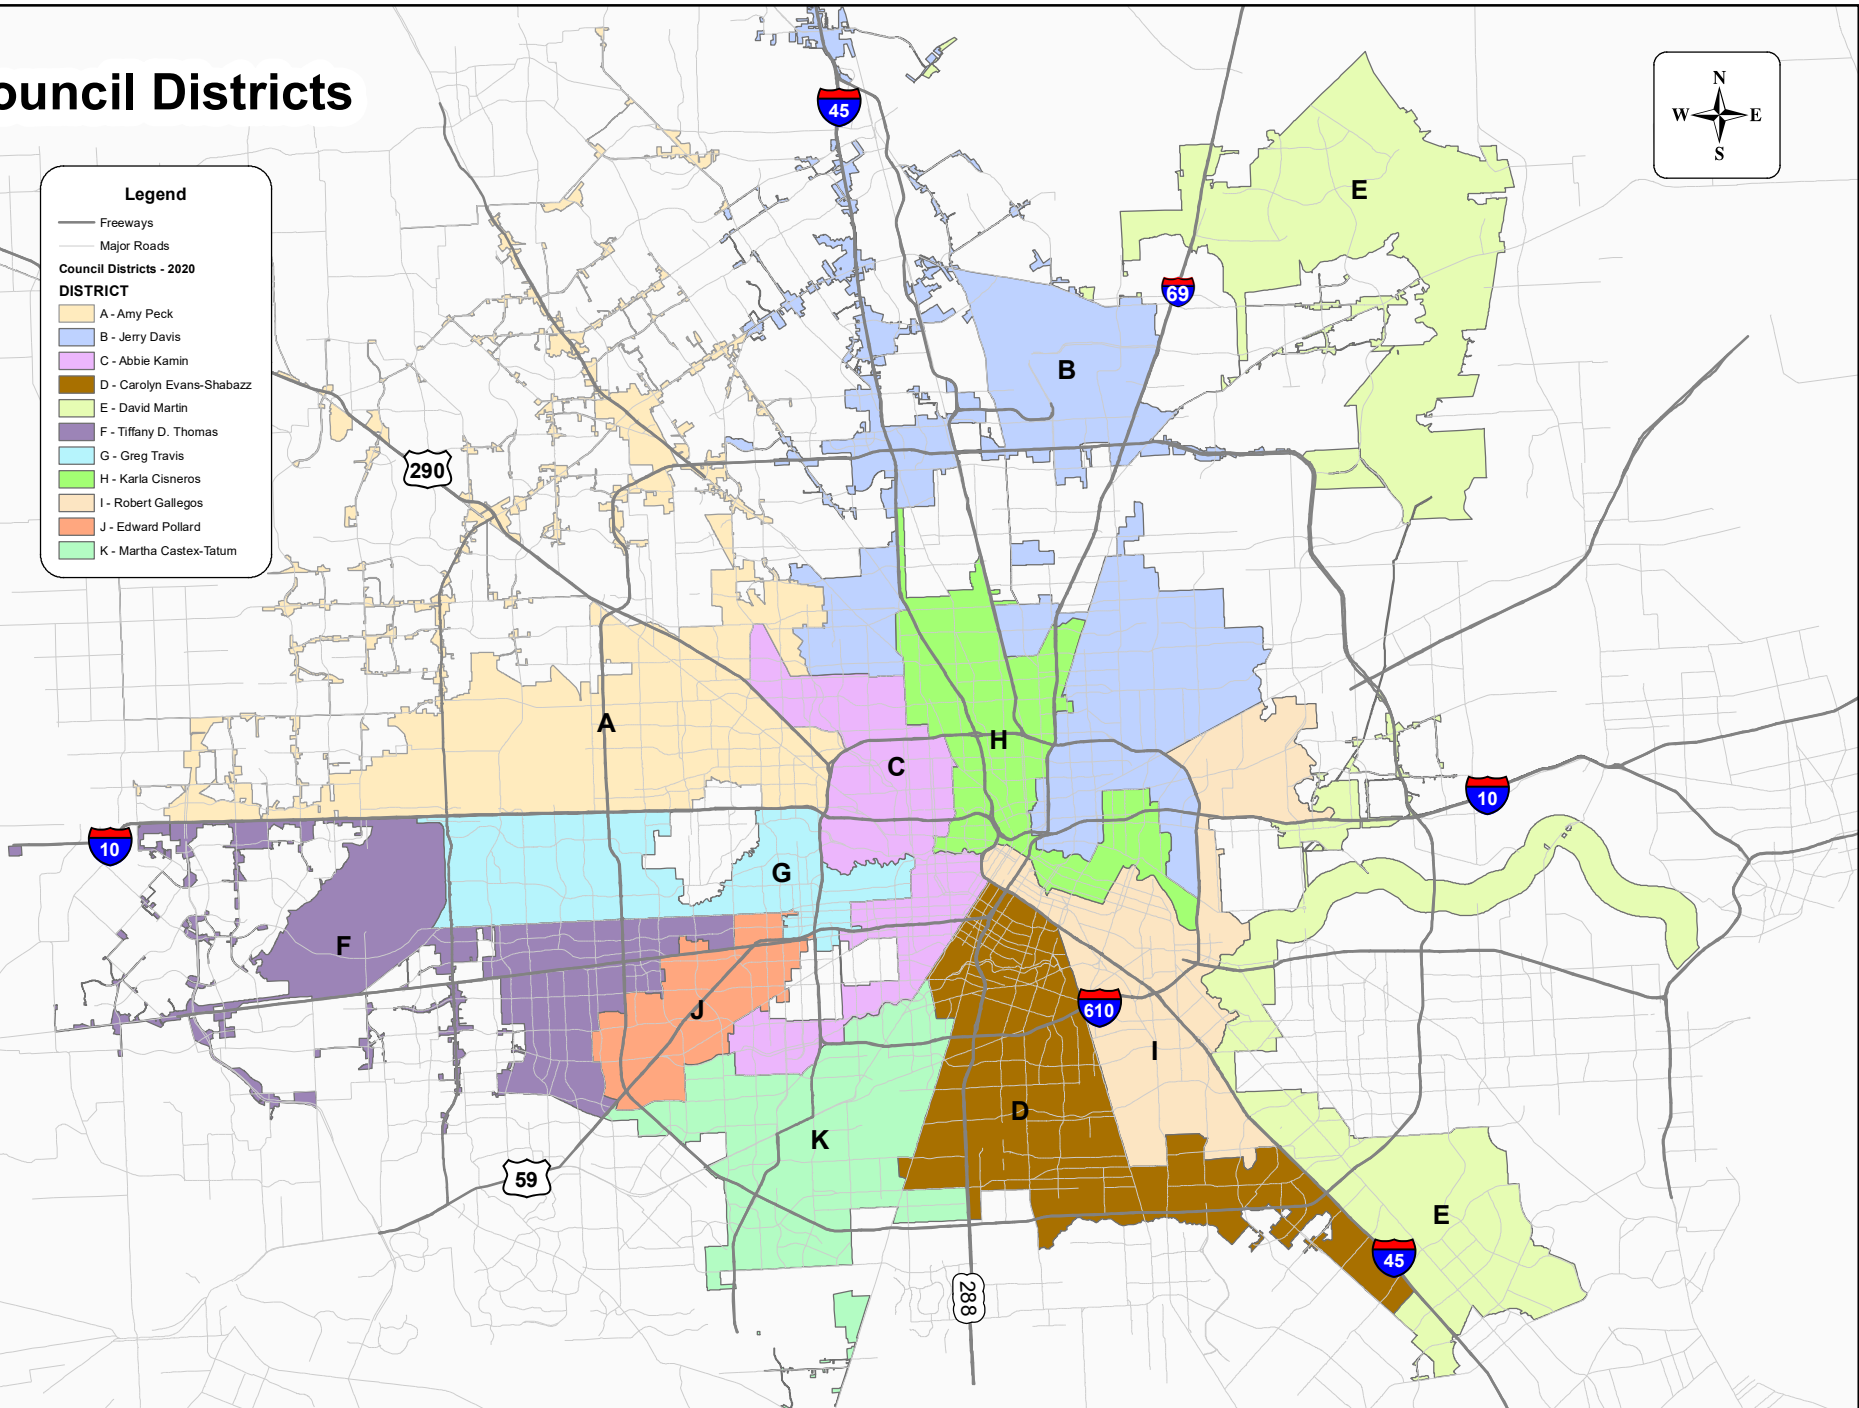 ouncil Districts
N
W E
S
Legend
Freeways
Major Roads
Council Districts - 2020
DISTRICT
A - Amy Peck
B - Jerry Davis
C - Abbie Kamin
D - Carolyn Evans-Shabazz
E - David Martin
F - Tiffany D. Thomas
G - Greg Travis
H - Karla Cisneros
I - Robert Gallegos
J - Edward Pollard
K - Martha Castex-Tatum
45
E
69
B
290
A
H
C
10
10
G
F
J
610
I
D
K
59
E
45
288